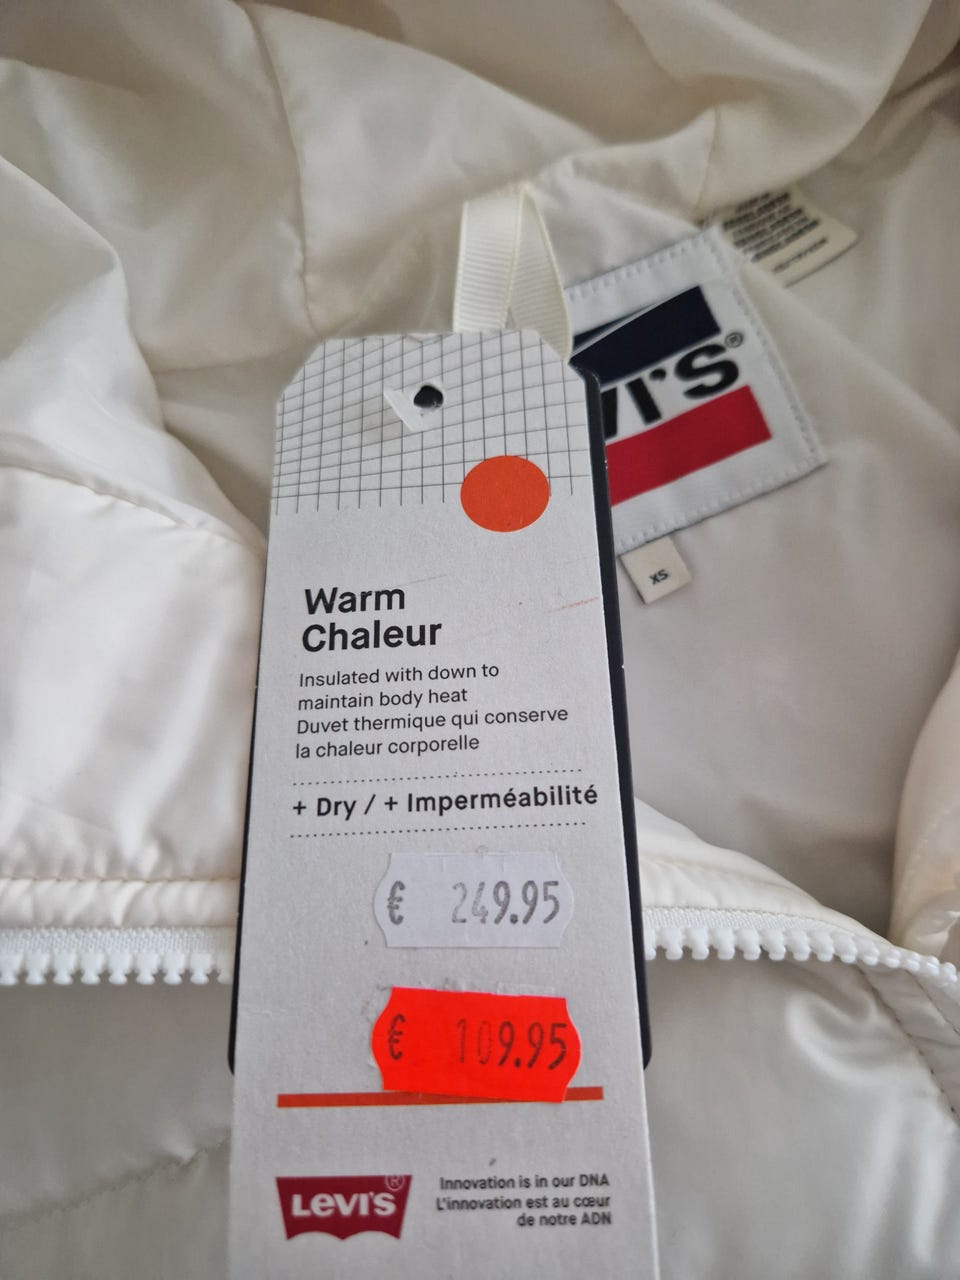 Warm
Chaleur
Insulated with down to
maintain body heat
Duvet thermique qui conserve
la chaleur corporelle
+ Dry / + Imperméabilité
€ 249.95
€ 109.95
LEVI'S®
Innovation is in our DNA
L'innovation est au cœur
de notre ADN
VI'S®
XS